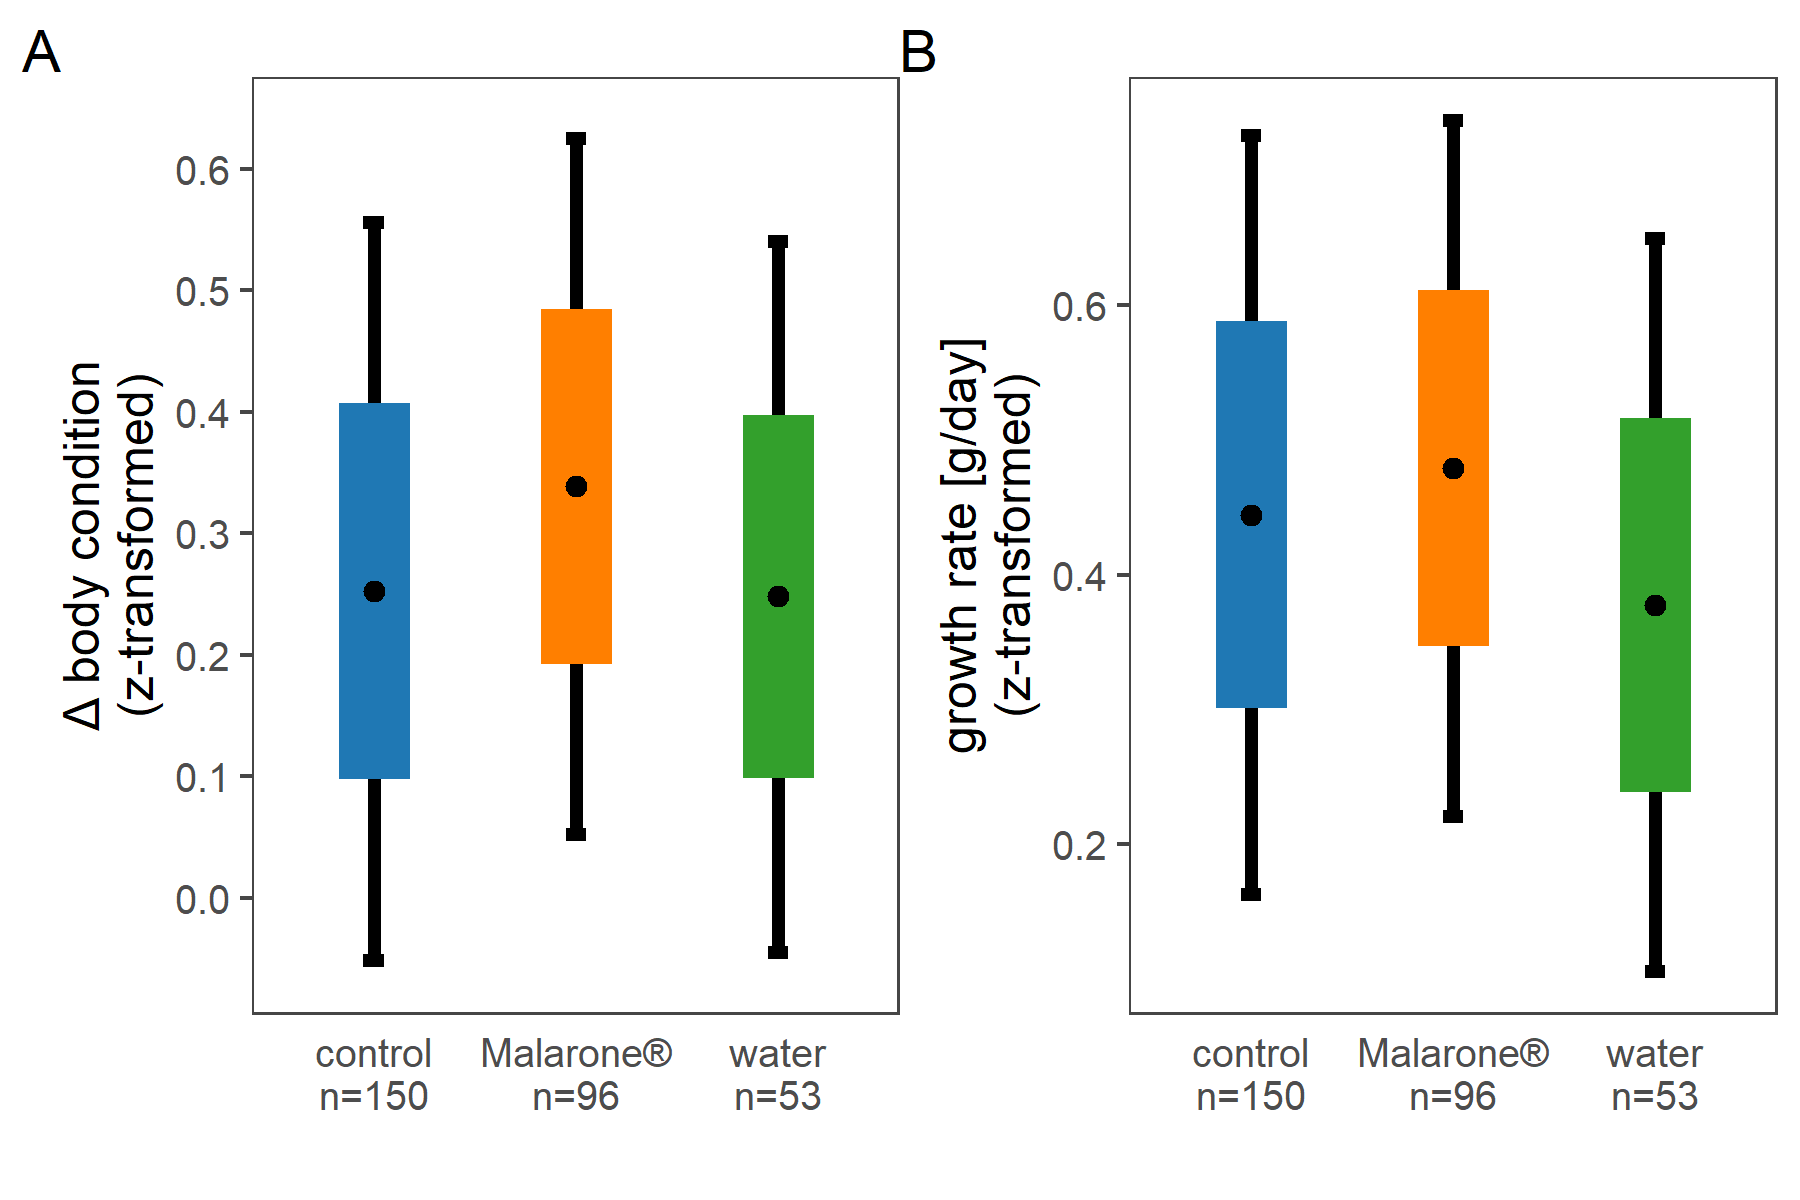 A
Δ body condition
(z-transformed)
0.6
0.5
0.4
0.3
0.2
0.1
0.0
control
n=150
Malarone®
n=96
water
n=53
B
growth rate [g/day]
(z-transformed)
0.6
0.4
0.2
control
n=150
Malarone®
n=96
water
n=53